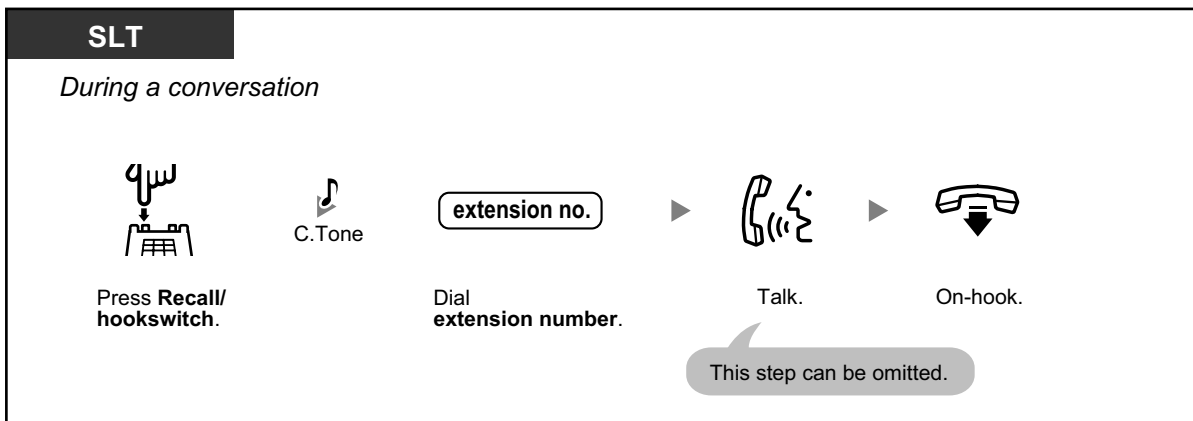 SLT
During a conversation
C.Tone
extension no.
Press Recall/
hookswitch.
Dial
extension number.
Talk.
On-hook.
This step can be omitted.